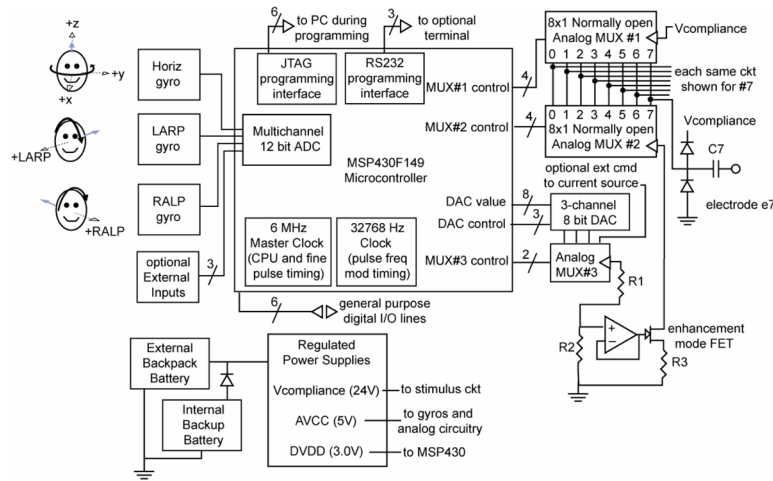 +z
+y
+x
+LARP
+RALP
Horiz
gyro
LARP
gyro
RALP
gyro
optional
External
Inputs
3
6
to PC during
programming
3
to optional
terminal
JTAG
programming
interface
RS232
programming
interface
Multichannel
12 bit ADC
MSP430F149
Microcontroller
6 MHz
Master Clock
(CPU and fine
pulse timing)
32768 Hz
Clock
(pulse freq
mod timing)
MUX#1 control
4
MUX#2 control
4
DAC value
8
DAC control
3
MUX#3 control
2
6
general purpose
digital I/O lines
8x1 Normally open
Analog MUX #1
0 1 2 3 4 5 6 7
Vcompliance
each same ckt
shown for #7
0 1 2 3 4 5 6 7
8x1 Normally open
Analog MUX #2
Vcompliance
C7
electrode e7
optional ext cmd
to current source
3-channel
8 bit DAC
Analog
MUX#3
R1
R2
+
−
enhancement
mode FET
R3
External
Backpack
Battery
Internal
Backup
Battery
Regulated
Power Supplies
Vcompliance (24V)
to stimulus ckt
AVCC (5V)
to gyros and
analog circuitry
DVDD (3.0V)
to MSP430